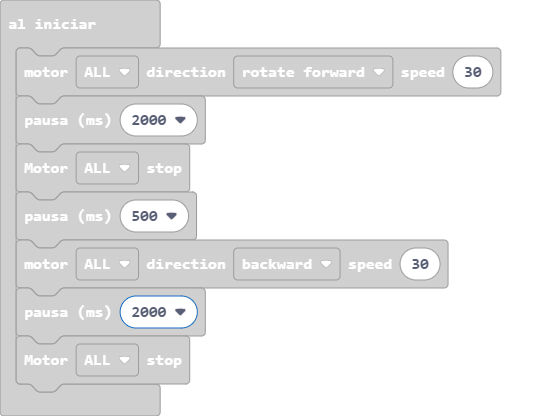 al iniciar
motor ALL direction rotate forward speed 30
pausa (ms) 2000
Motor ALL stop
pausa (ms) 500
motor ALL direction backward speed 30
pausa (ms) 2000
Motor ALL stop